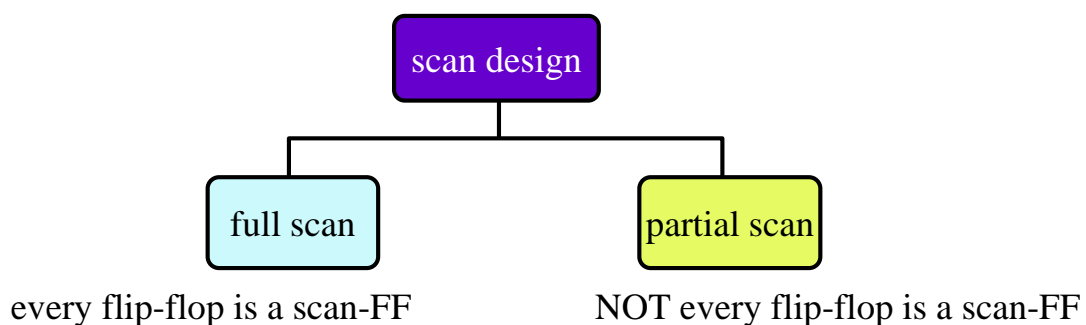 scan design
full scan
partial scan
every flip-flop is a scan-FF
NOT every flip-flop is a scan-FF